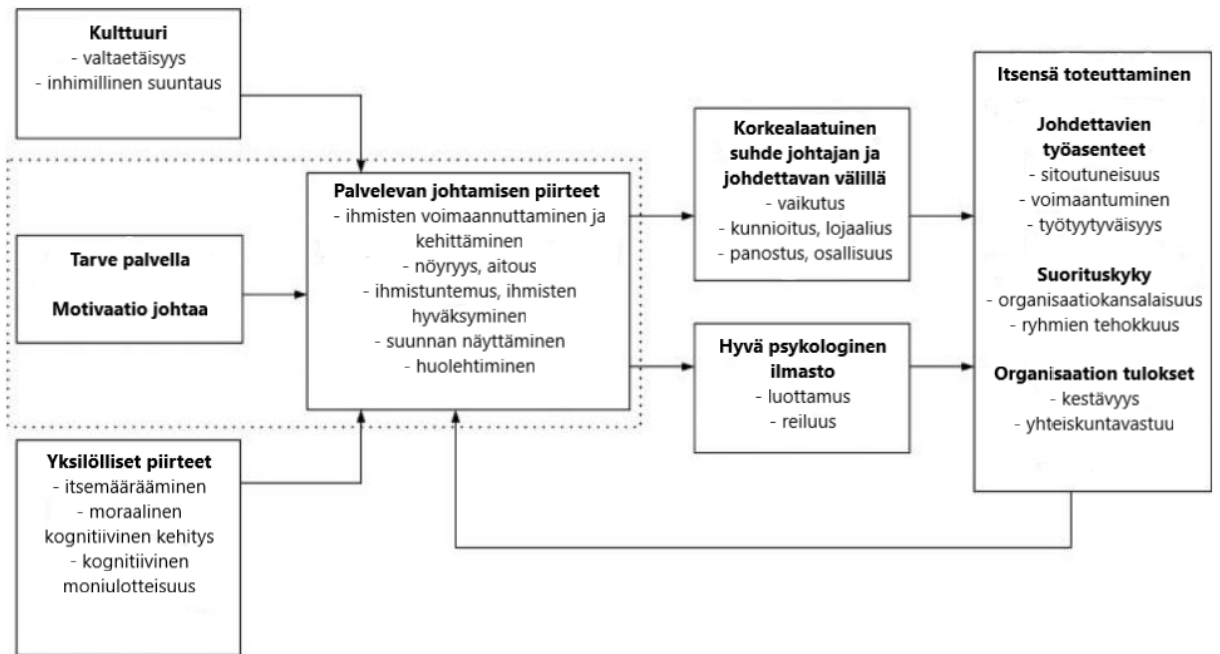 Kulttuuri
- valtaetäisyys
- inhimillinen suuntaus
Tarve palvella
Motivaatio johtaa
Yksilölliset piirteet
- itsemäärääminen
- moraalinen
kognitiivinen kehitys
- kognitiivinen
moniulotteisuus
Palvelevan johtamisen piirteet
- ihmisten voimaannuttaminen ja
kehittäminen
- nöyryys, aitous
- ihmistuntemus, ihmisten
hyväksyminen
- suunnan näyttäminen
- huolehtiminen
Korkealaatuinen
suhde johtajan ja
johdettavan välillä
- vaikutus
- kunnioitus, lojaalius
- panostus, osallisuus
Hyvä psykologinen
ilmasto
- luottamus
- reiluus
Itsensä toteuttaminen
Johdettavien
työasenteet
- sitoutuneisuus
- voimaantuminen
- työtyytyväisyys
Suorituskyky
- organisaatiokansalaisuus
- ryhmien tehokkuus
Organisaation tulokset
- kestävyys
- yhteiskuntavastuu